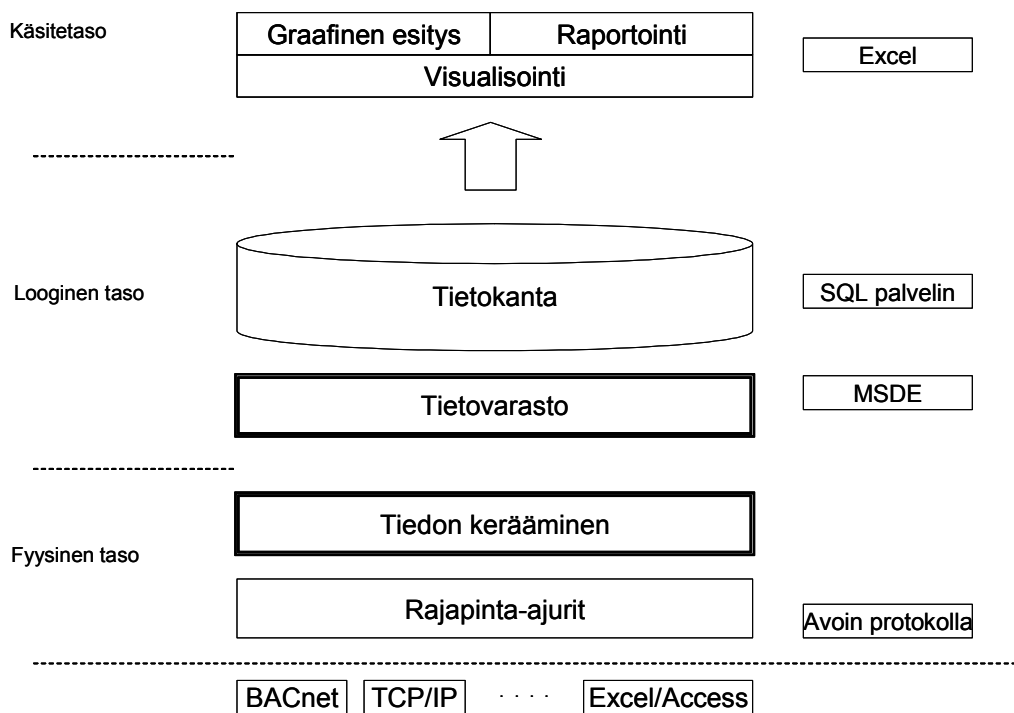 Käsitetaso
Graafinen esitys
Raportointi
Excel
Visualisointi
Looginen taso
Tietokanta
SQL palvelin
Tietovarasto
MSDE
Tiedon kerääminen
Fyysinen taso
Rajapinta-ajurit
Avoin protokolla
BACnet
TCP/IP
. . . .
Excel/Access